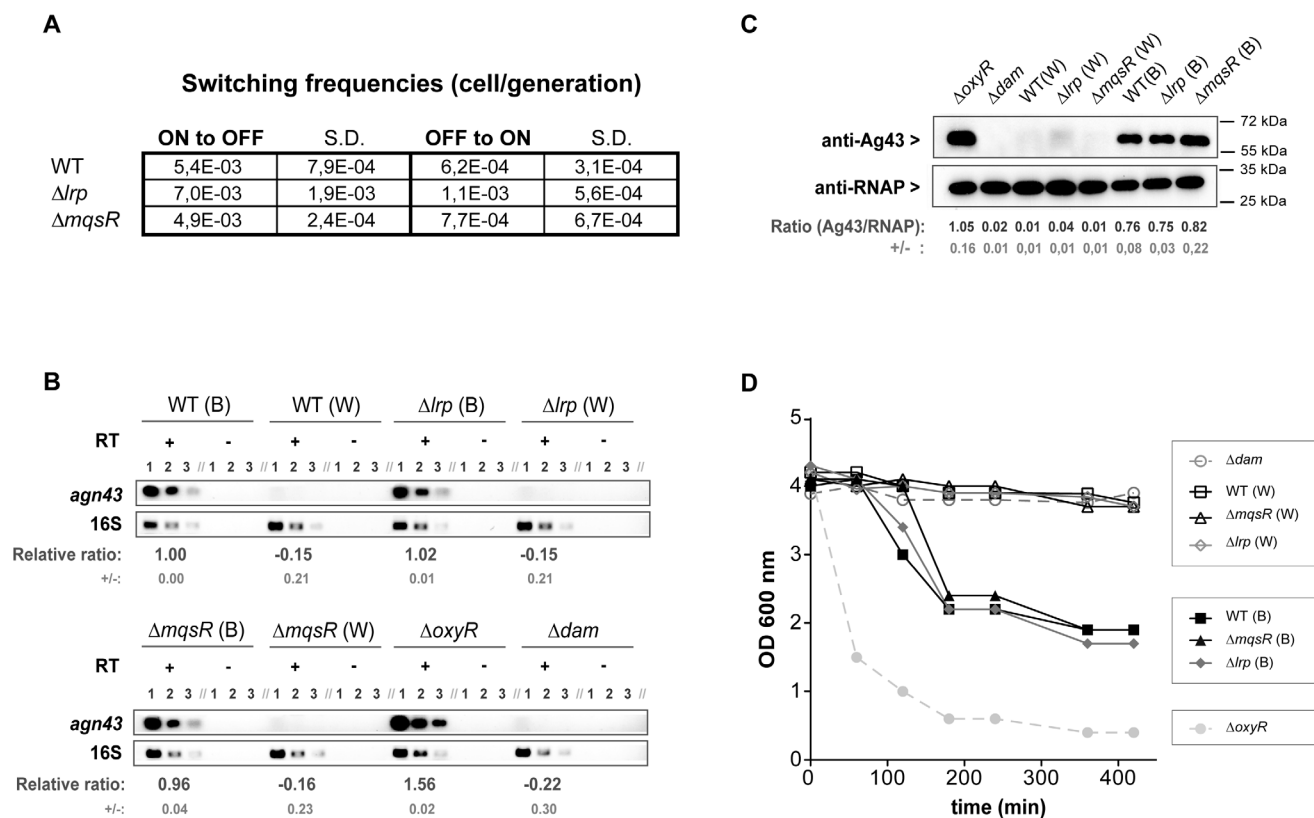 A
Switching frequencies (cell/generation)
ON to OFF S.D. OFF to ON S.D.
WT 5,4E-03 7,9E-04 6,2E-04 3,1E-04
Δlrp 7,0E-03 1,9E-03 1,1E-03 5,6E-04
ΔmqsR 4,9E-03 2,4E-04 7,7E-04 6,7E-04
B
WT (B) WT (W) Δlrp (B) Δlrp (W)
RT + - + - + - + -
1 2 3 // 1 2 3 // 1 2 3 // 1 2 3 // 1 2 3 // 1 2 3 // 1 2 3 // 1 2 3 //
agn43
16S
Relative ratio: 1.00 -0.15 1.02 -0.15
+/-: 0.00 0.21 0.01 0.21
ΔmqsR (B) ΔmqsR (W) ΔoxyR Δdam
RT + - + - + - + -
1 2 3 // 1 2 3 // 1 2 3 // 1 2 3 // 1 2 3 // 1 2 3 // 1 2 3 // 1 2 3 //
agn43
16S
Relative ratio: 0.96 -0.16 1.56 -0.22
+/-: 0.04 0.23 0.02 0.30
C
ΔoxyR Δdam WT(W) Δlrp (W) ΔmqsR (W) WT(B) Δlrp (B) ΔmqsR (B)
72 kDa
anti-Ag43 >
55 kDa
35 kDa
anti-RNAP >
25 kDa
Ratio (Ag43/RNAP): 1.05 0.02 0.01 0.04 0.01 0.76 0.75 0.82
+/- : 0.16 0.01 0,01 0,01 0,01 0,08 0,03 0,22
D
5
4
3
2
1
0
OD 600 nm
0 100 200 300 400
time (min)
Δdam
WT (W)
ΔmqsR (W)
Δlrp (W)
WT (B)
ΔmqsR (B)
Δlrp (B)
ΔoxyR